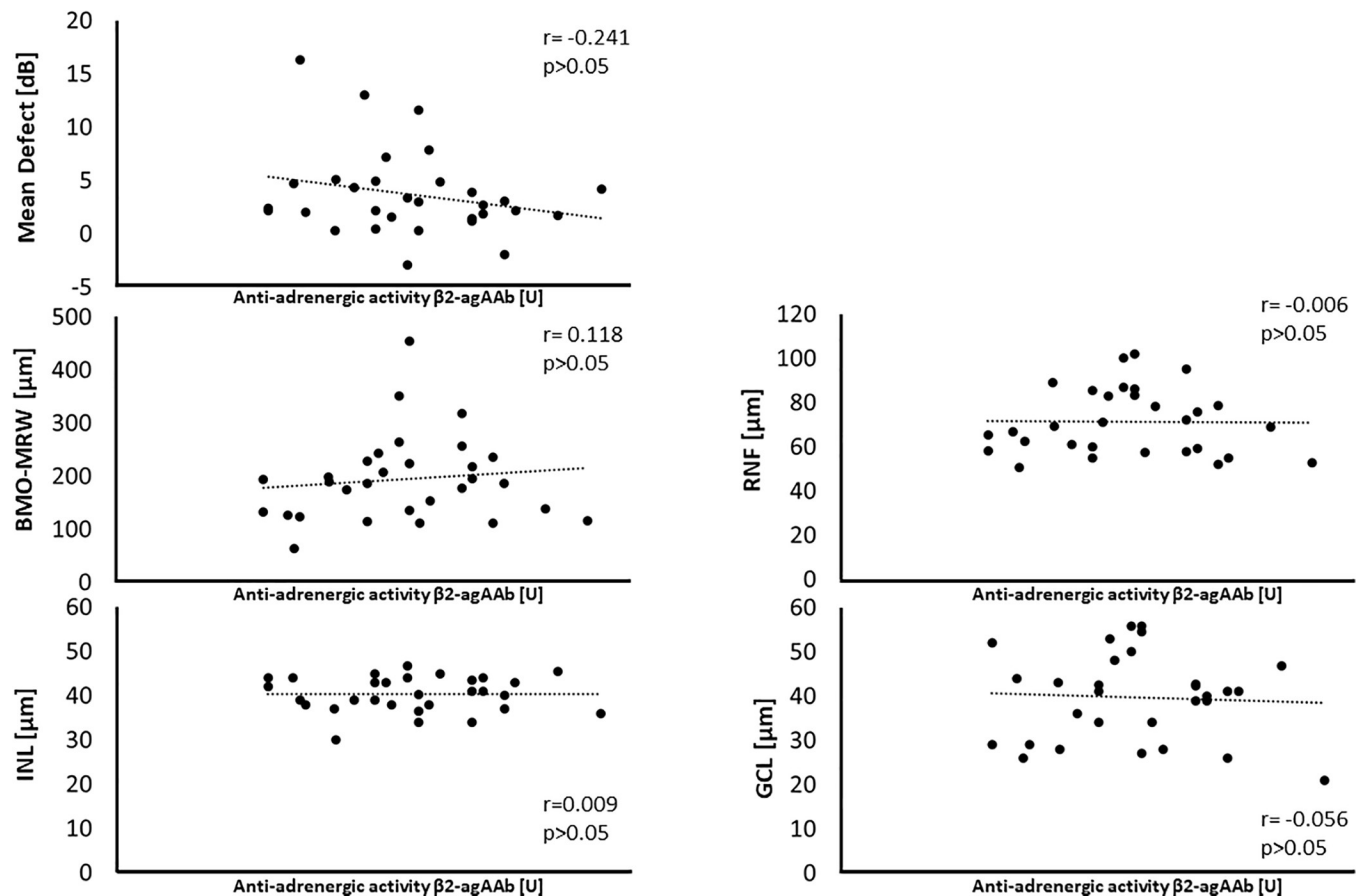 Mean Defect [dB]
20
15
10
5
0
-5
r= -0.241
p>0.05
Anti-adrenergic activity β2-agAAb [U]
BMO-MRW [µm]
500
400
300
200
100
0
r= 0.118
p>0.05
Anti-adrenergic activity β2-agAAb [U]
RNF [µm]
120
100
80
60
40
20
0
r= -0.006
p>0.05
Anti-adrenergic activity β2-agAAb [U]
INL [µm]
60
50
40
30
20
10
0
r=0.009
p>0.05
Anti-adrenergic activity β2-agAAb [U]
GCL [µm]
60
50
40
30
20
10
0
r= -0.056
p>0.05
Anti-adrenergic activity β2-agAAb [U]